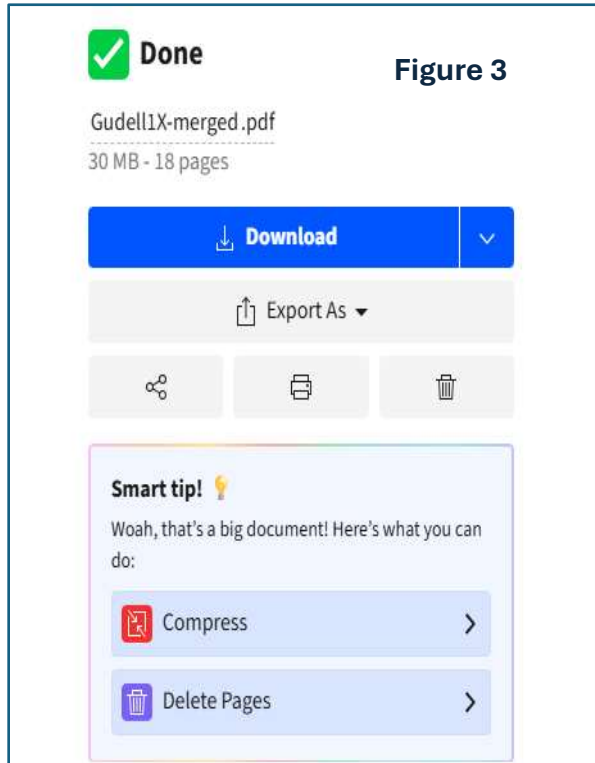 Done
Figure 3
Gudell1X-merged.pdf
30 MB - 18 pages
Download
Export As
Smart tip!
Woah, that's a big document! Here's what you can
do:
Compress
Delete Pages